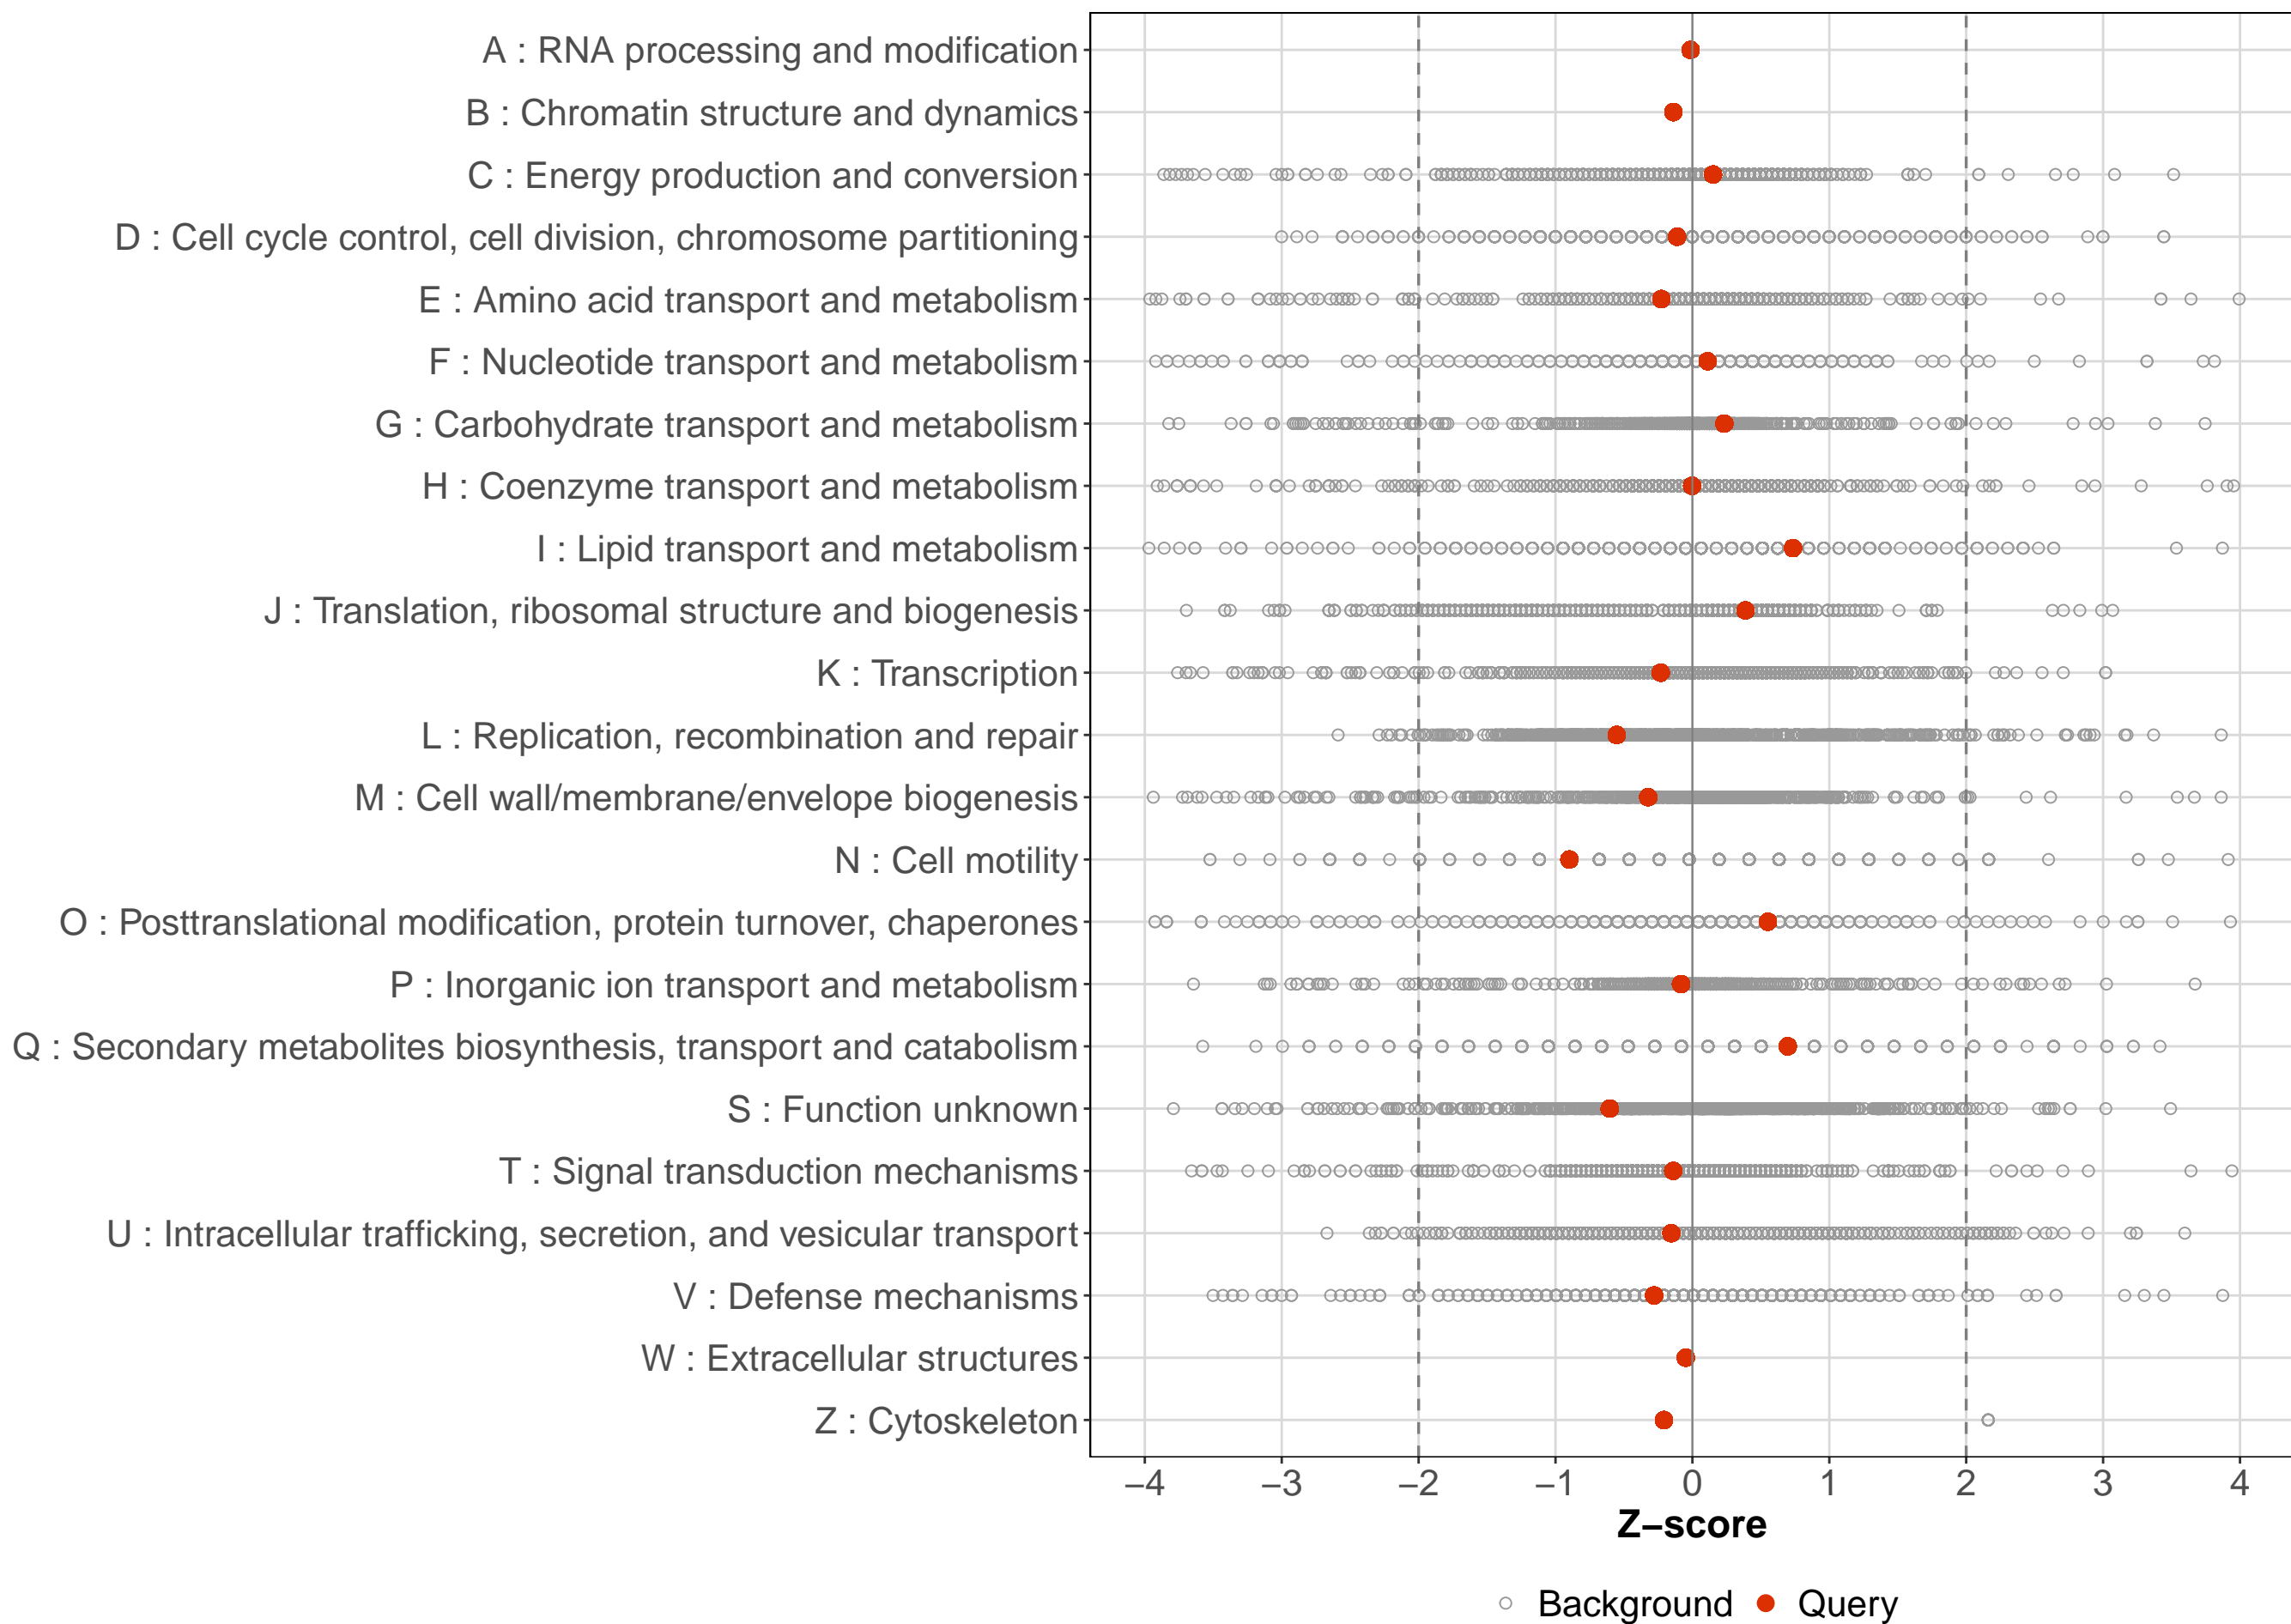 A : RNA processing and modification
B : Chromatin structure and dynamics
C : Energy production and conversion
D : Cell cycle control, cell division, chromosome partitioning
E : Amino acid transport and metabolism
F : Nucleotide transport and metabolism
G : Carbohydrate transport and metabolism
H : Coenzyme transport and metabolism
I : Lipid transport and metabolism
J : Translation, ribosomal structure and biogenesis
K : Transcription
L : Replication, recombination and repair
M : Cell wall/membrane/envelope biogenesis
N : Cell motility
O : Posttranslational modification, protein turnover, chaperones
P : Inorganic ion transport and metabolism
Q : Secondary metabolites biosynthesis, transport and catabolism
S : Function unknown
T : Signal transduction mechanisms
U : Intracellular trafficking, secretion, and vesicular transport
V : Defense mechanisms
W : Extracellular structures
Z : Cytoskeleton
−4 −3 −2 −1 0 1 2 3 4
Z−score
Background Query